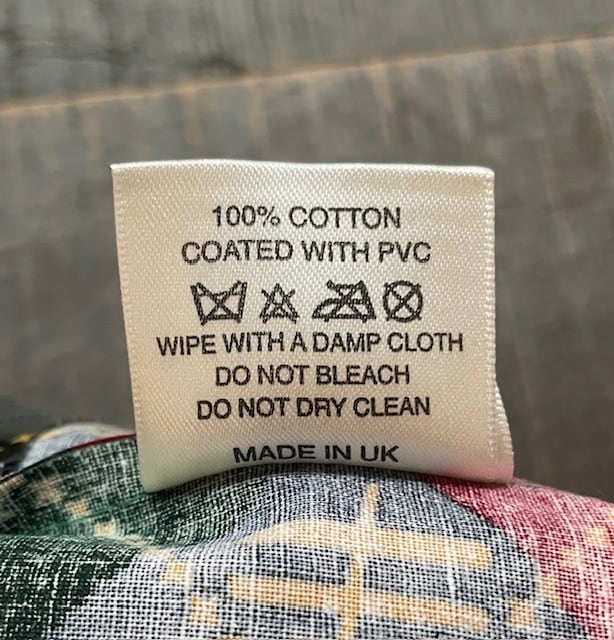 100% COTTON
COATED WITH PVC
WIPE WITH A DAMP CLOTH
DO NOT BLEACH
DO NOT DRY CLEAN
MADE IN UK